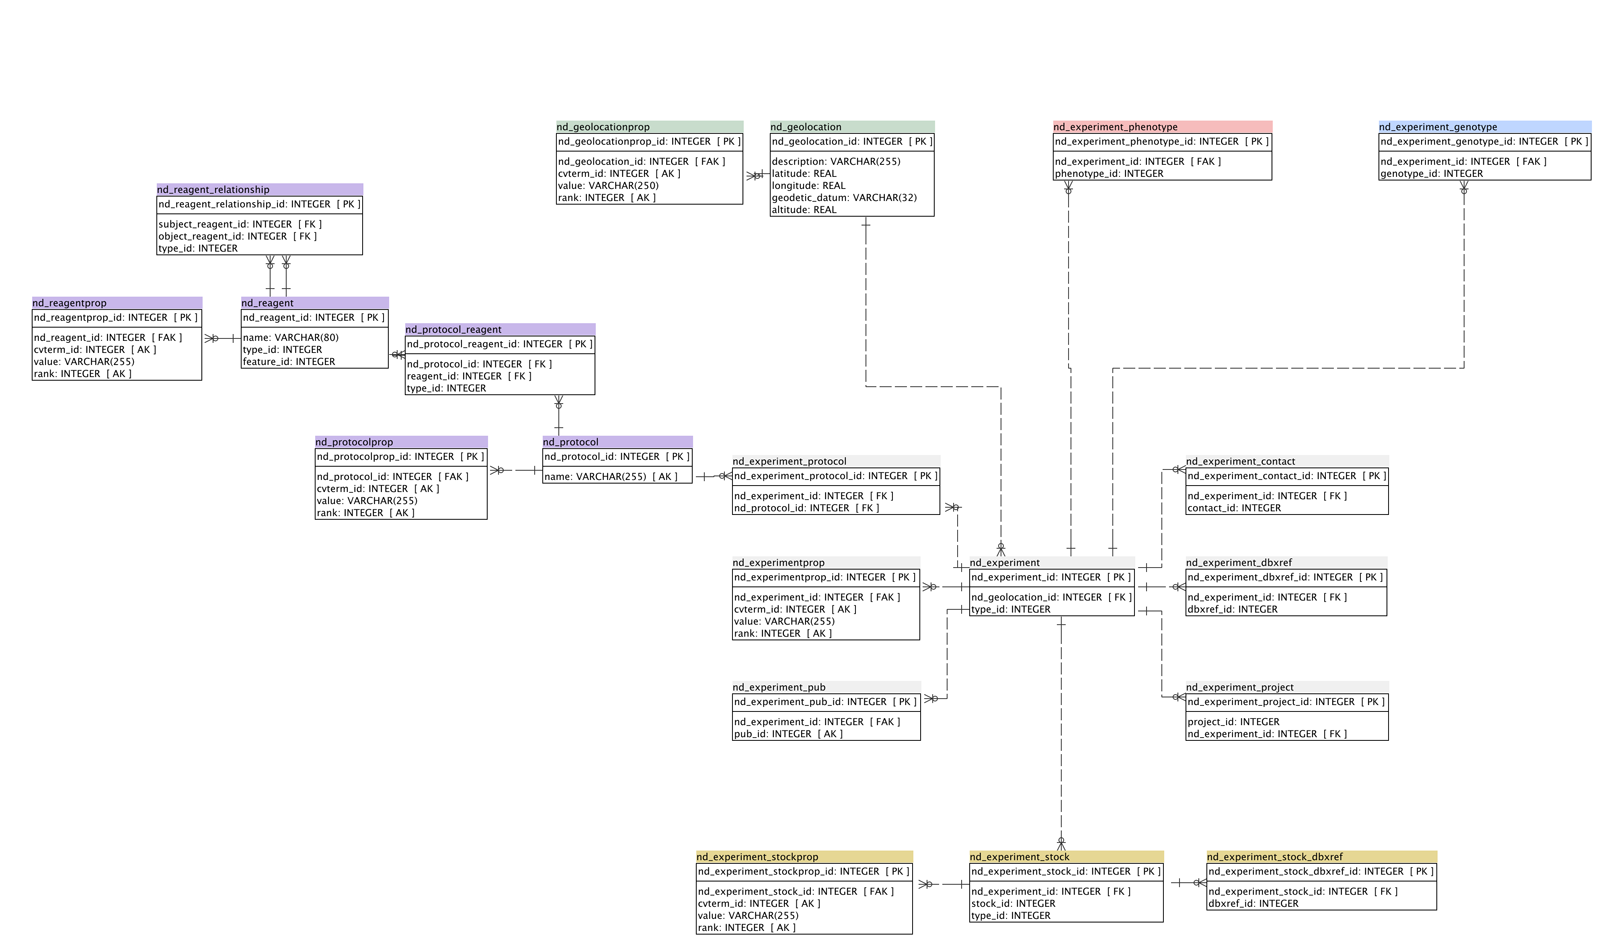 nd_geolocationprop
nd_geolocationprop_id: INTEGER [ PK ]
nd_geolocation_id: INTEGER [ FAK ]
cvterm_id: INTEGER [ AK ]
value: VARCHAR(250)
rank: INTEGER [ AK ]
nd_geolocation
nd_geolocation_id: INTEGER [ PK ]
description: VARCHAR(255)
latitude: REAL
longitude: REAL
geodetic_datum: VARCHAR(32)
altitude: REAL
nd_experiment_phenotype
nd_experiment_phenotype_id: INTEGER [ PK ]
nd_experiment_id: INTEGER [ FAK ]
phenotype_id: INTEGER
nd_experiment_genotype
nd_experiment_genotype_id: INTEGER [ PK ]
nd_experiment_id: INTEGER [ FAK ]
genotype_id: INTEGER
nd_reagent_relationship
nd_reagent_relationship_id: INTEGER [ PK ]
subject_reagent_id: INTEGER [ FK ]
object_reagent_id: INTEGER [ FK ]
type_id: INTEGER
nd_reagentprop
nd_reagentprop_id: INTEGER [ PK ]
nd_reagent_id: INTEGER [ FAK ]
cvterm_id: INTEGER [ AK ]
value: VARCHAR(255)
rank: INTEGER [ AK ]
nd_reagent
nd_reagent_id: INTEGER [ PK ]
name: VARCHAR(80)
type_id: INTEGER
feature_id: INTEGER
nd_protocol_reagent
nd_protocol_reagent_id: INTEGER [ PK ]
nd_protocol_id: INTEGER [ FK ]
reagent_id: INTEGER [ FK ]
type_id: INTEGER
nd_protocolprop
nd_protocolprop_id: INTEGER [ PK ]
nd_protocol_id: INTEGER [ FAK ]
cvterm_id: INTEGER [ AK ]
value: VARCHAR(255)
rank: INTEGER [ AK ]
nd_protocol
nd_protocol_id: INTEGER [ PK ]
name: VARCHAR(255) [ AK ]
nd_experiment_protocol
nd_experiment_protocol_id: INTEGER [ PK ]
nd_experiment_id: INTEGER [ FK ]
nd_protocol_id: INTEGER [ FK ]
nd_experiment_contact
nd_experiment_contact_id: INTEGER [ PK ]
nd_experiment_id: INTEGER [ FK ]
contact_id: INTEGER
nd_experimentprop
nd_experimentprop_id: INTEGER [ PK ]
nd_experiment_id: INTEGER [ FAK ]
cvterm_id: INTEGER [ AK ]
value: VARCHAR(255)
rank: INTEGER [ AK ]
nd_experiment
nd_experiment_id: INTEGER [ PK ]
nd_geolocation_id: INTEGER [ FK ]
type_id: INTEGER
nd_experiment_dbxref
nd_experiment_dbxref_id: INTEGER [ PK ]
nd_experiment_id: INTEGER [ FK ]
dbxref_id: INTEGER
nd_experiment_pub
nd_experiment_pub_id: INTEGER [ PK ]
nd_experiment_id: INTEGER [ FAK ]
pub_id: INTEGER [ AK ]
nd_experiment_project
nd_experiment_project_id: INTEGER [ PK ]
project_id: INTEGER
nd_experiment_id: INTEGER [ FK ]
nd_experiment_stockprop
nd_experiment_stockprop_id: INTEGER [ PK ]
nd_experiment_stock_id: INTEGER [ FAK ]
cvterm_id: INTEGER [ AK ]
value: VARCHAR(255)
rank: INTEGER [ AK ]
nd_experiment_stock
nd_experiment_stock_id: INTEGER [ PK ]
nd_experiment_id: INTEGER [ FK ]
stock_id: INTEGER
type_id: INTEGER
nd_experiment_stock_dbxref
nd_experiment_stock_dbxref_id: INTEGER [ PK ]
nd_experiment_stock_id: INTEGER [ FK ]
dbxref_id: INTEGER